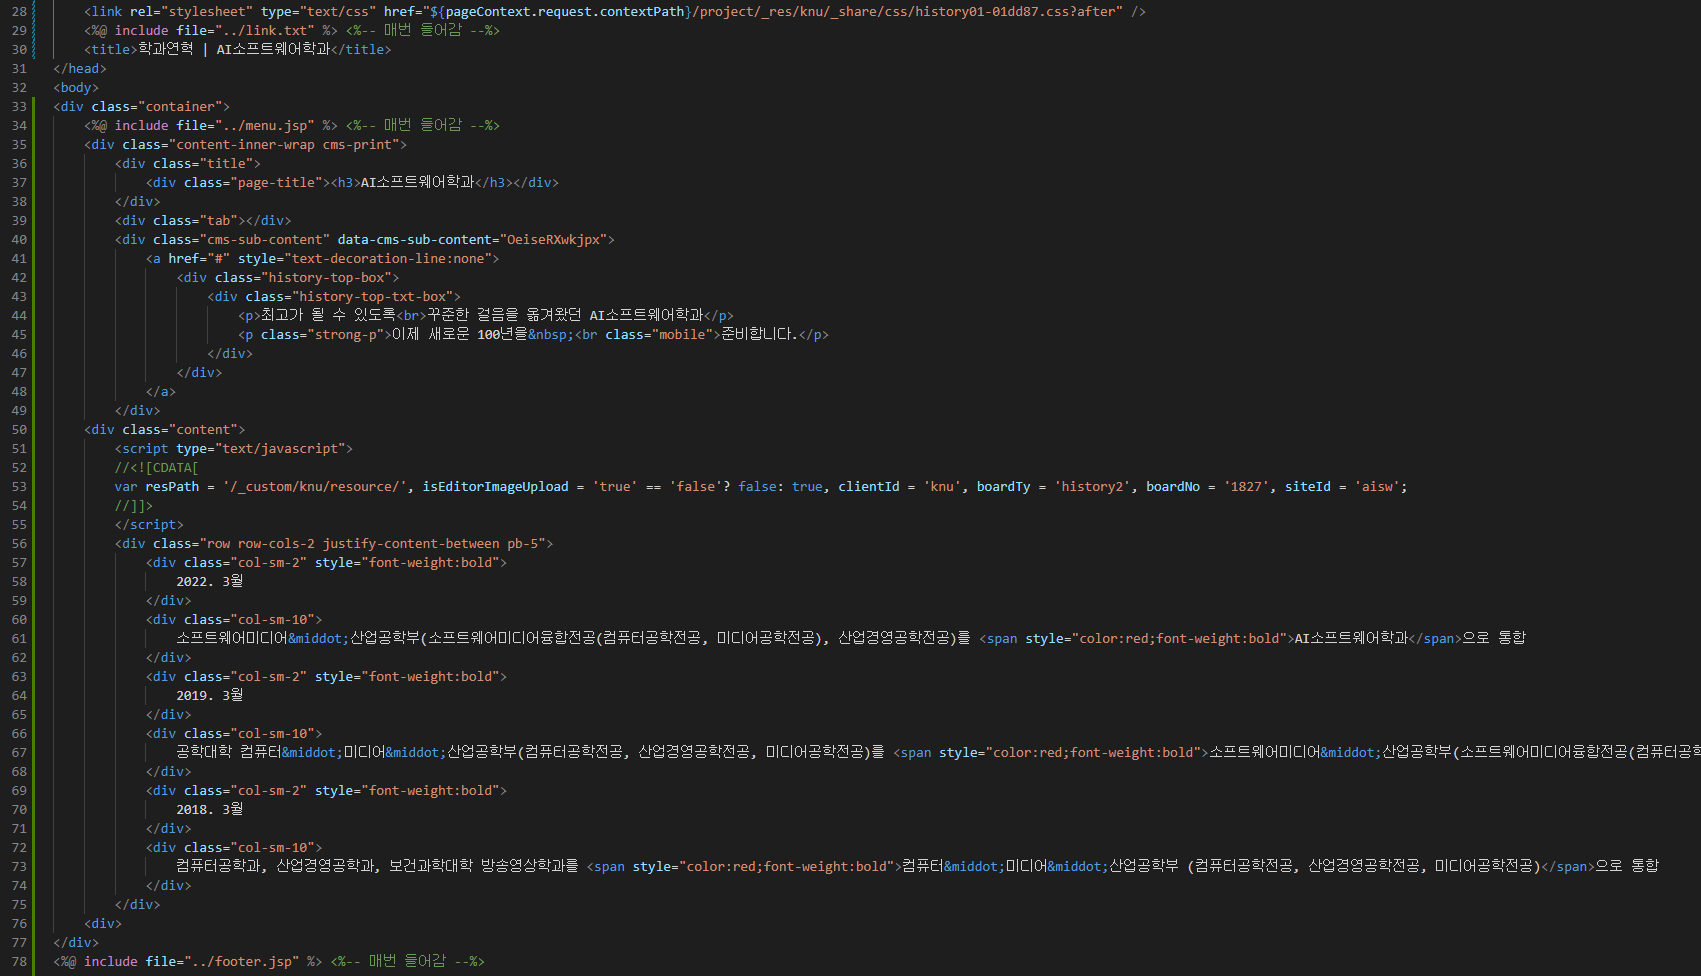 28 <link rel="stylesheet" type="text/css" href="${pageContext.request.contextPath}/project/_res/knu/_share/css/history01-01dd87.css?after" />
29 <%@ include file="../link.txt" %> <%-- 매번 들어감 --%>
30 <title>학과연혁 | AI소프트웨어학과</title>
31 </head>
32 <body>
33 <div class="container">
34 <%@ include file="../menu.jsp" %> <%-- 매번 들어감 --%>
35 <div class="content-inner-wrap cms-print">
36 <div class="title">
37 <div class="page-title"><h3>AI소프트웨어학과</h3></div>
38 </div>
39 <div class="tab"></div>
40 <div class="cms-sub-content" data-cms-sub-content="OeiseRXwkjpx">
41 <a href="#" style="text-decoration-line:none">
42 <div class="history-top-box">
43 <div class="history-top-txt-box">
44 <p>최고가 될 수 있도록<br>꾸준한 걸음을 옮겨왔던 AI소프트웨어학과</p>
45 <p class="strong-p">이제 새로운 100년을&nbsp;<br class="mobile">준비합니다.</p>
46 </div>
47 </div>
48 </a>
49 </div>
50 <div class="content">
51 <script type="text/javascript">
52 //<![CDATA[
53 var resPath = '/_custom/knu/resource/', isEditorImageUpload = 'true' == 'false'? false: true, clientId = 'knu', boardTy = 'history2', boardNo = '1827', siteId = 'aisw';
54 //]]>
55 </script>
56 <div class="row row-cols-2 justify-content-between pb-5">
57 <div class="col-sm-2" style="font-weight:bold">
58 2022. 3월
59 </div>
60 <div class="col-sm-10">
61 소프트웨어미디어&middot;산업공학부(소프트웨어미디어융합전공(컴퓨터공학전공, 미디어공학전공), 산업경영공학전공)를 <span style="color:red;font-weight:bold">AI소프트웨어학과</span>으로 통합
62 </div>
63 <div class="col-sm-2" style="font-weight:bold">
64 2019. 3월
65 </div>
66 <div class="col-sm-10">
67 공학대학 컴퓨터&middot;미디어&middot;산업공학부(컴퓨터공학전공, 산업경영공학전공, 미디어공학전공)를 <span style="color:red;font-weight:bold">소프트웨어미디어&middot;산업공학부(소프트웨어미디어융합전공(컴퓨터공학
68 </div>
69 <div class="col-sm-2" style="font-weight:bold">
70 2018. 3월
71 </div>
72 <div class="col-sm-10">
73 컴퓨터공학과, 산업경영공학과, 보건과학대학 방송영상학과를 <span style="color:red;font-weight:bold">컴퓨터&middot;미디어&middot;산업공학부 (컴퓨터공학전공, 산업경영공학전공, 미디어공학전공)</span>으로 통합
74 </div>
75 </div>
76 <div>
77 </div>
78 <%@ include file="../footer.jsp" %> <%-- 매번 들어감 --%>